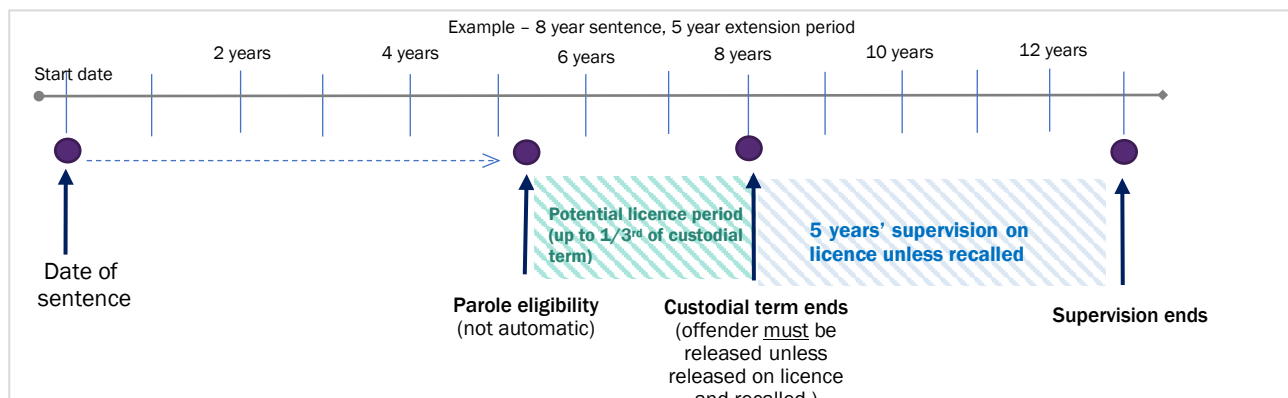 Example – 8 year sentence, 5 year extension period
2 years
4 years
6 years
8 years
10 years
12 years
Start date
Potential licence period
(up to 1/3rd of custodial
term)
5 years’ supervision on
licence unless recalled
Date of
sentence
Parole eligibility
(not automatic)
Custodial term ends
(offender must be
released unless
released on licence
and recalled.)
Supervision ends